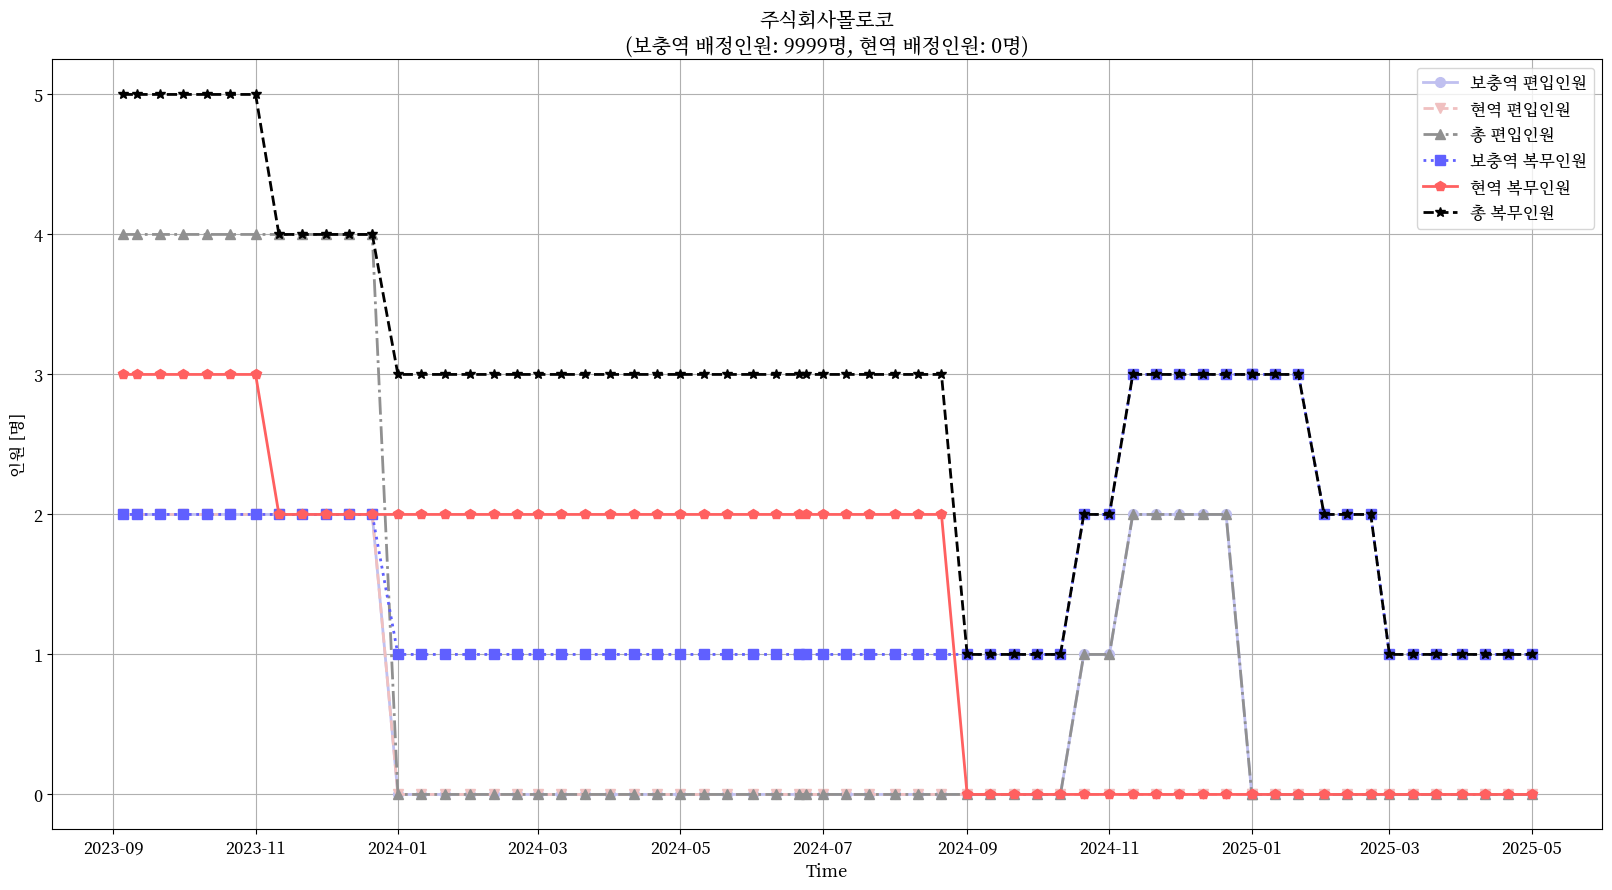 주식회사몰로코
(보충역 배정인원: 9999명, 현역 배정인원: 0명)
보충역 편입인원
현역 편입인원
총 편입인원
보충역 복무인원
현역 복무인원
총 복무인원
인원 [명]
5
4
3
2
1
0
2023-09
2023-11
2024-01
2024-03
2024-05
2024-07
2024-09
2024-11
2025-01
2025-03
2025-05
Time